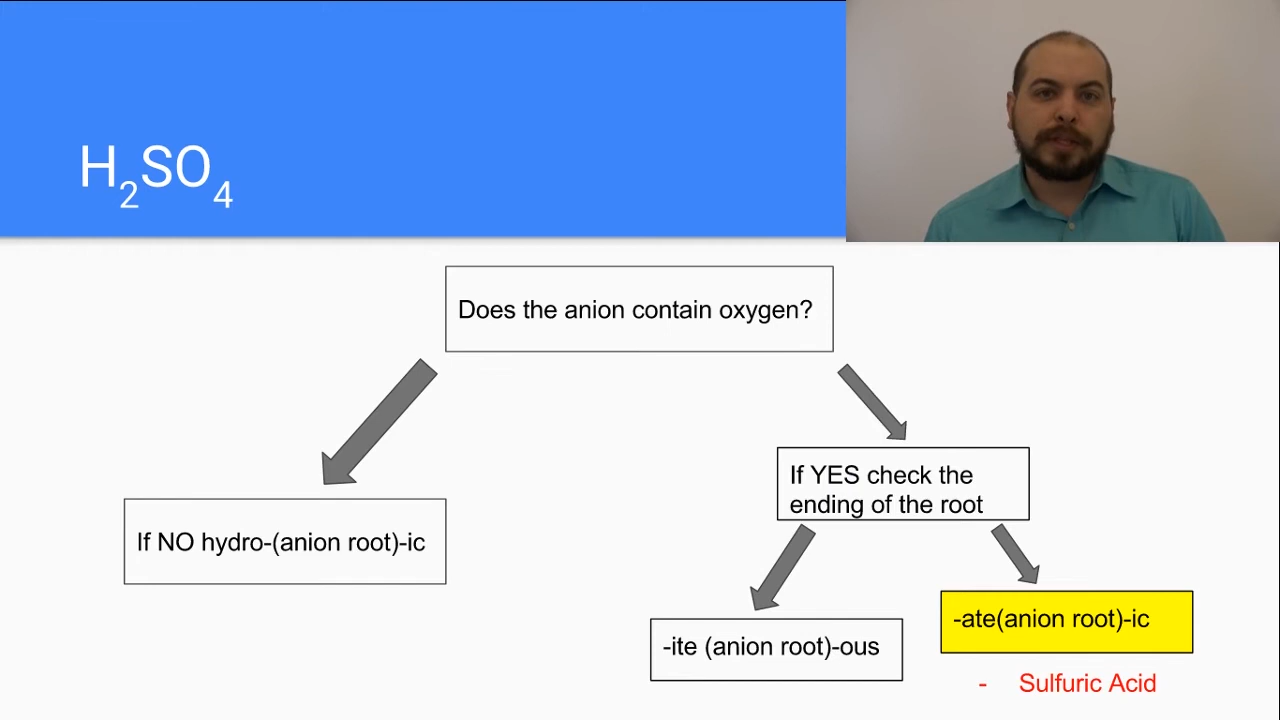 H₂SO₄
Does the anion contain oxygen?
If YES check the
ending of the root
If NO hydro-(anion root)-ic
-ite (anion root)-ous
-ate(anion root)-ic
- Sulfuric Acid